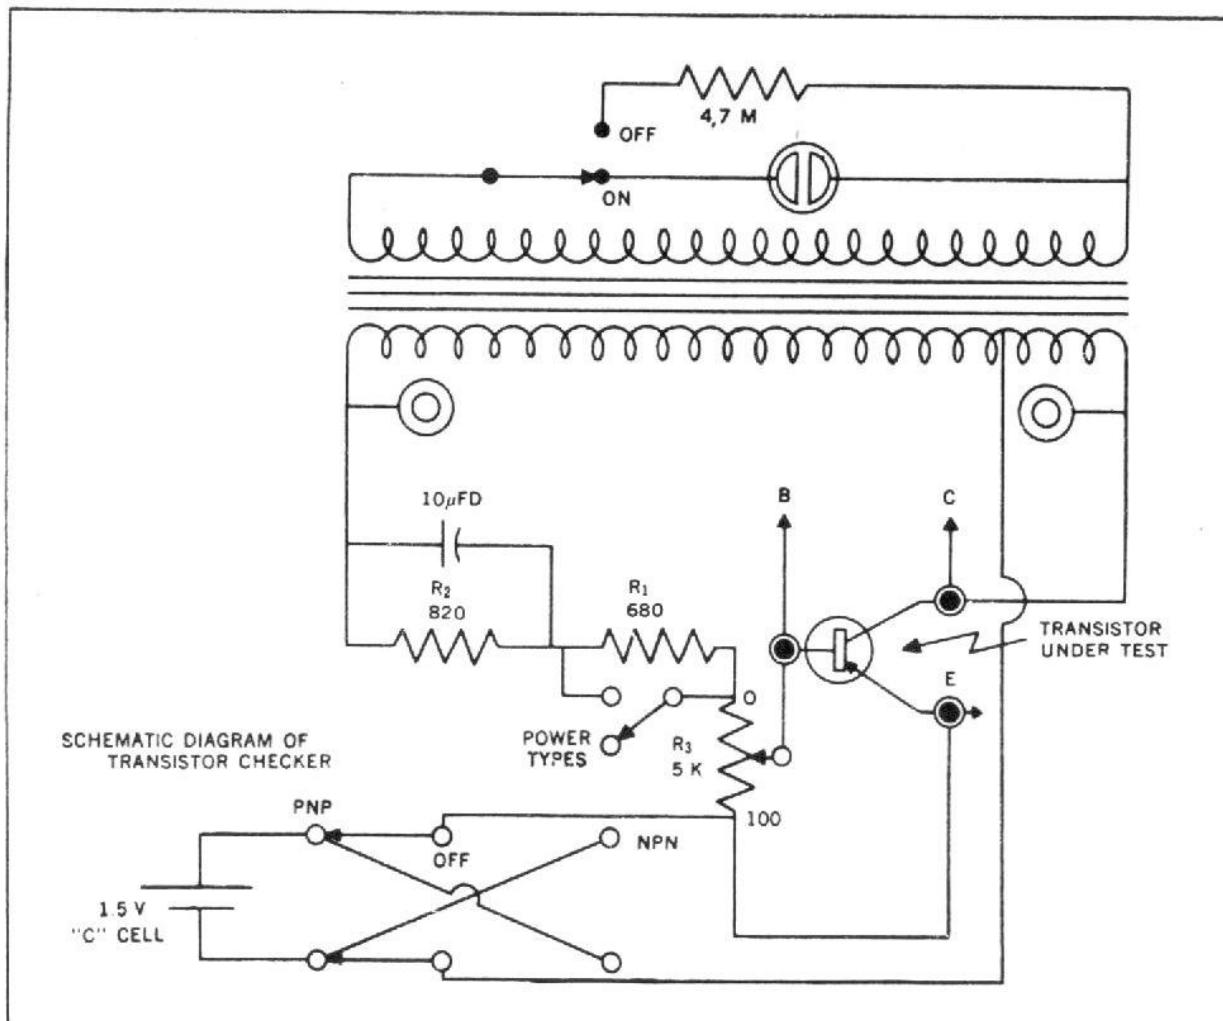 4,7 M
OFF
ON
10µFD
B
C
R₂
820
R₁
680
TRANSISTOR
UNDER TEST
E
O
POWER
TYPES
R₃
5 K
SCHEMATIC DIAGRAM OF
TRANSISTOR CHECKER
PNP
100
OFF
NPN
1.5 V
"C" CELL